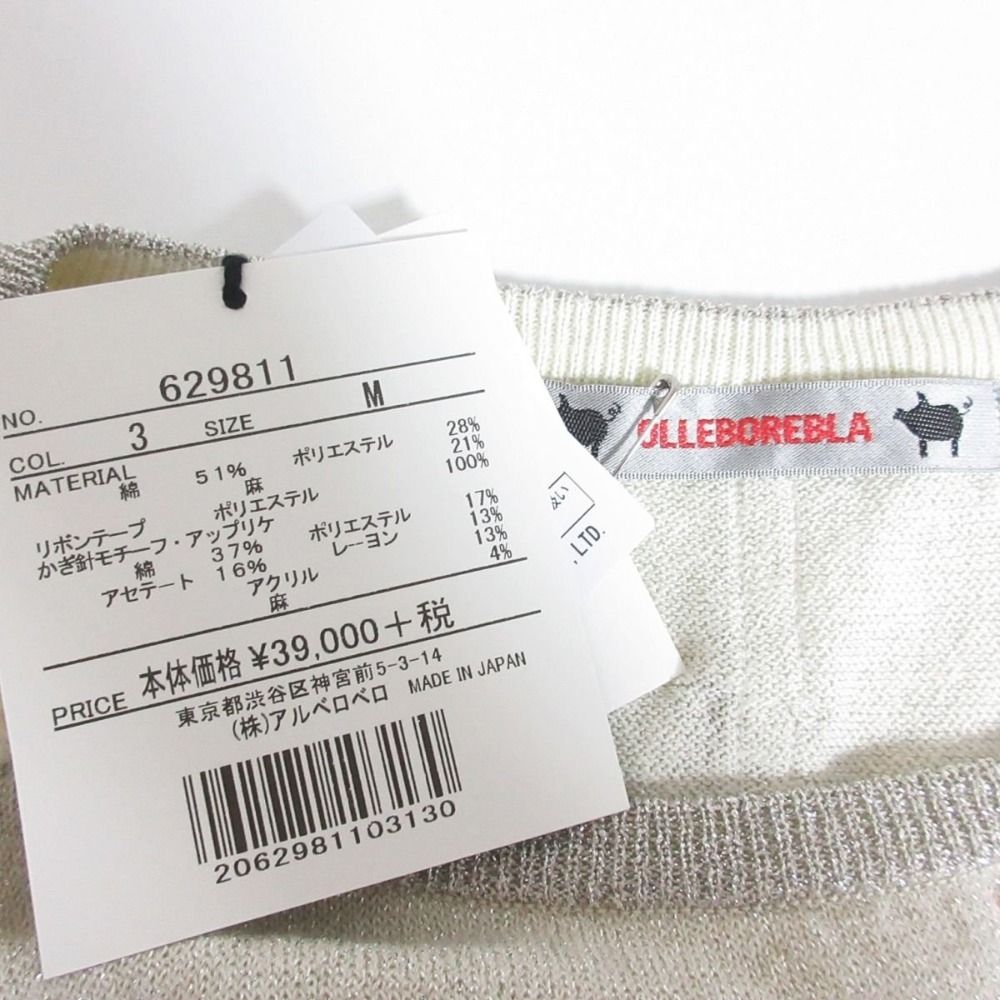 NO. 629811
COL. 3 SIZE M
MATERIAL
綿 51% ポリエステル 28%
麻 21%
リボンテープ ポリエステル 100%
かぎ針モチーフ・アップリケ
綿 37% ポリエステル 17%
アセテート 16% レーヨン 13%
アクリル 13%
麻 4%
PRICE 本体価格 ¥39,000+税
東京都渋谷区神宮前5-3-14
(株)アルベロベロ MADE IN JAPAN
2062981103130
OLLEBOREBLA
, LTD.